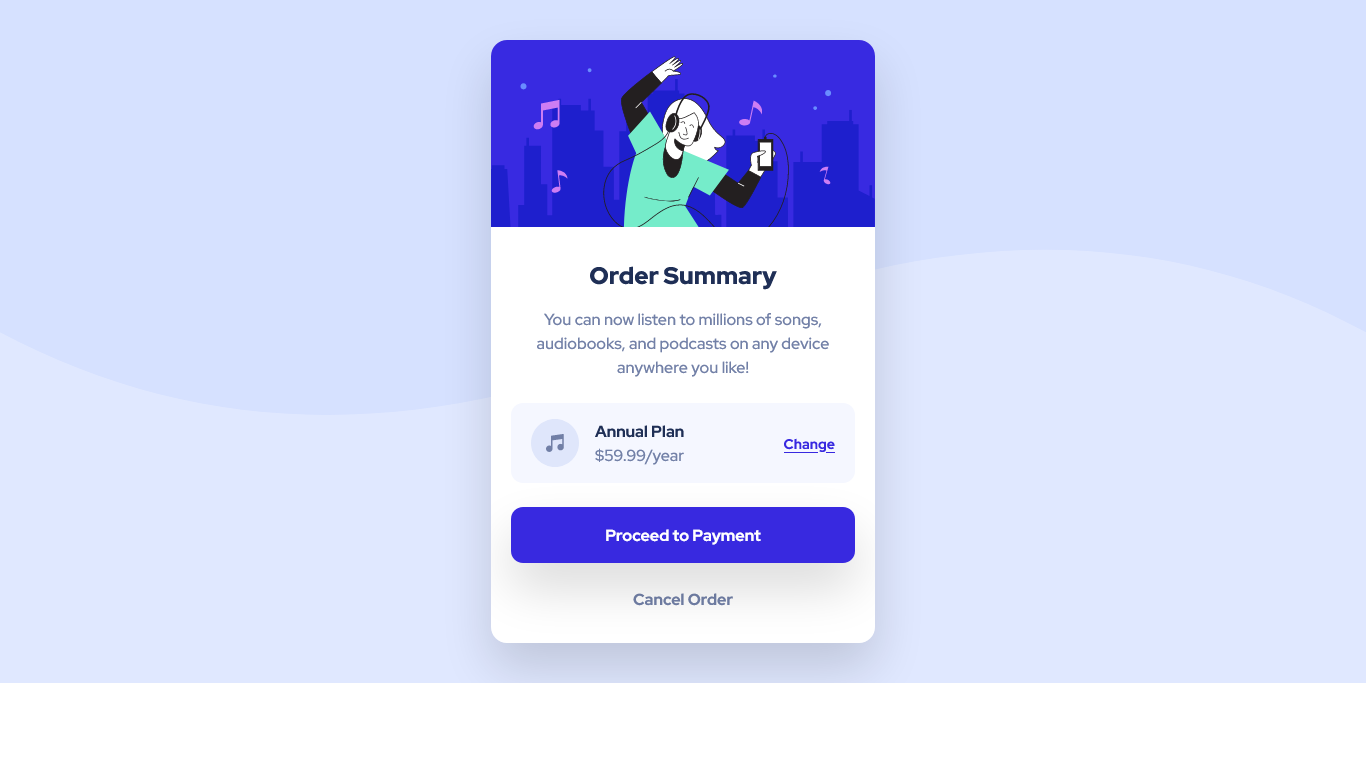 Order Summary
You can now listen to millions of songs,
audiobooks, and podcasts on any device
anywhere you like!
Annual Plan
$59.99/year
Change
Proceed to Payment
Cancel Order